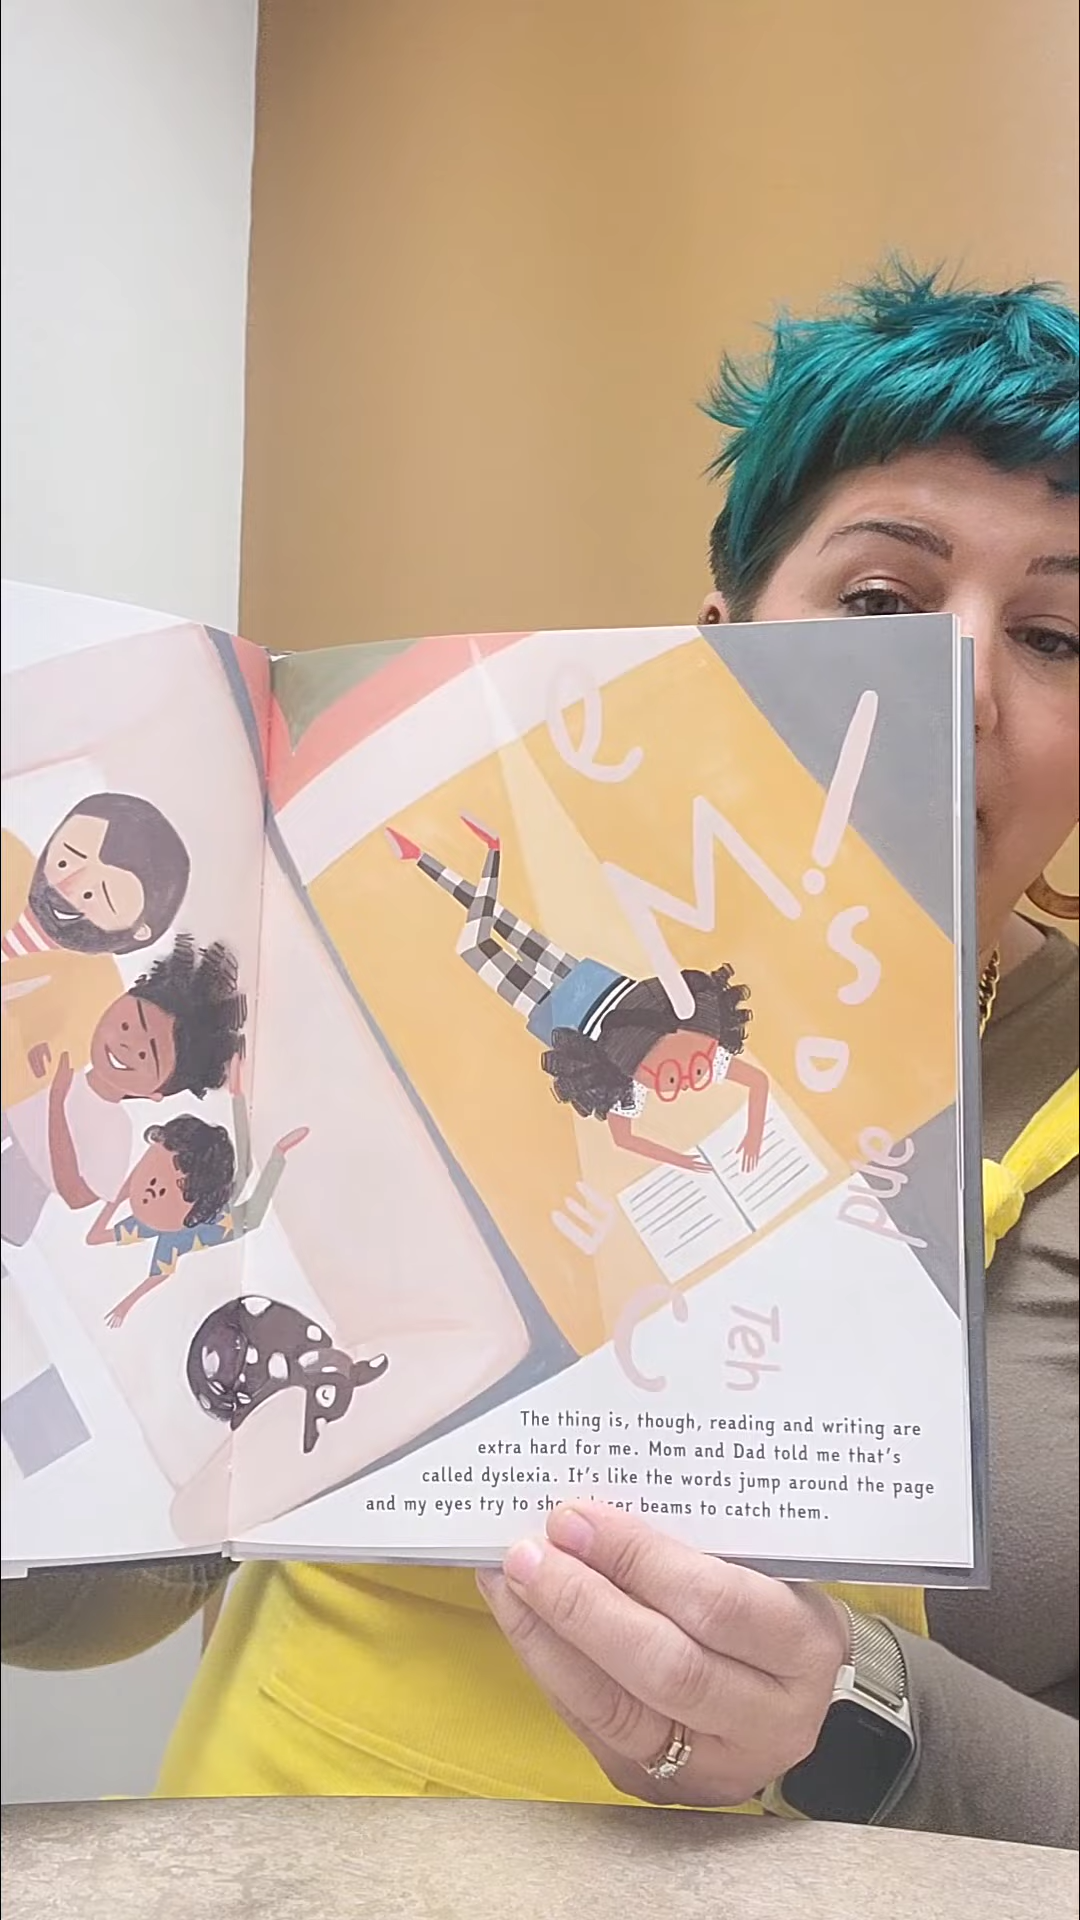 e
M!
s
D
and
m
Teh
The thing is, though, reading and writing are
extra hard for me. Mom and Dad told me that's
called dyslexia. It's like the words jump around the page
and my eyes try to beams to catch them.